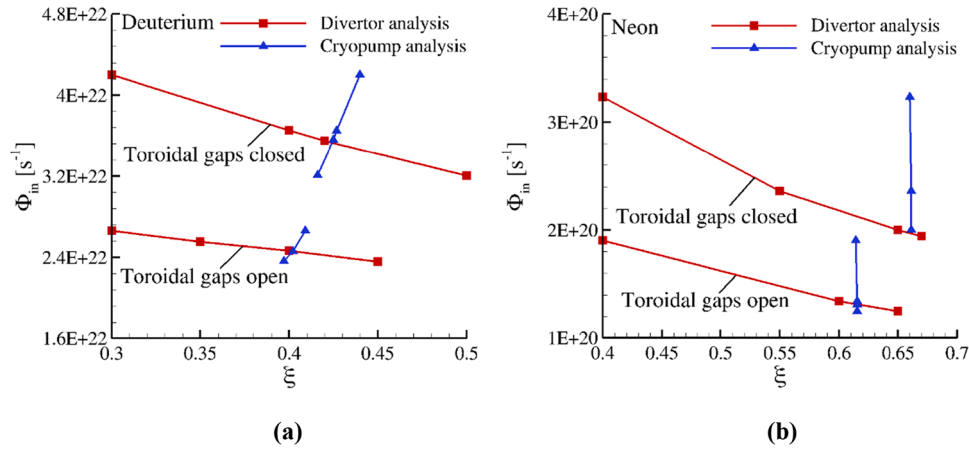 Deuterium
Divertor analysis
Cryopump analysis
4.8E+22
4E+22
3.2E+22
2.4E+22
1.6E+22
Φin [s-1]
Toroidal gaps closed
Toroidal gaps open
0.3 0.35 0.4 0.45 0.5
ξ
(a)
Neon
Divertor analysis
Cryopump analysis
4E+20
3E+20
2E+20
1E+20
Φin [s-1]
Toroidal gaps closed
Toroidal gaps open
0.4 0.45 0.5 0.55 0.6 0.65 0.7
ξ
(b)